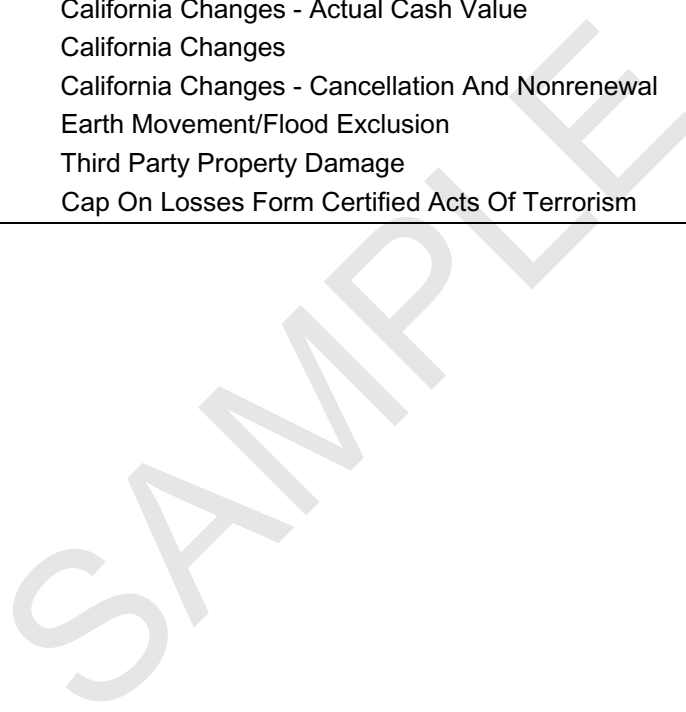 California Changes - Actual Cash Value
California Changes
California Changes - Cancellation And Nonrenewal
Earth Movement/Flood Exclusion
Third Party Property Damage
Cap On Losses Form Certified Acts Of Terrorism
SAMPLE